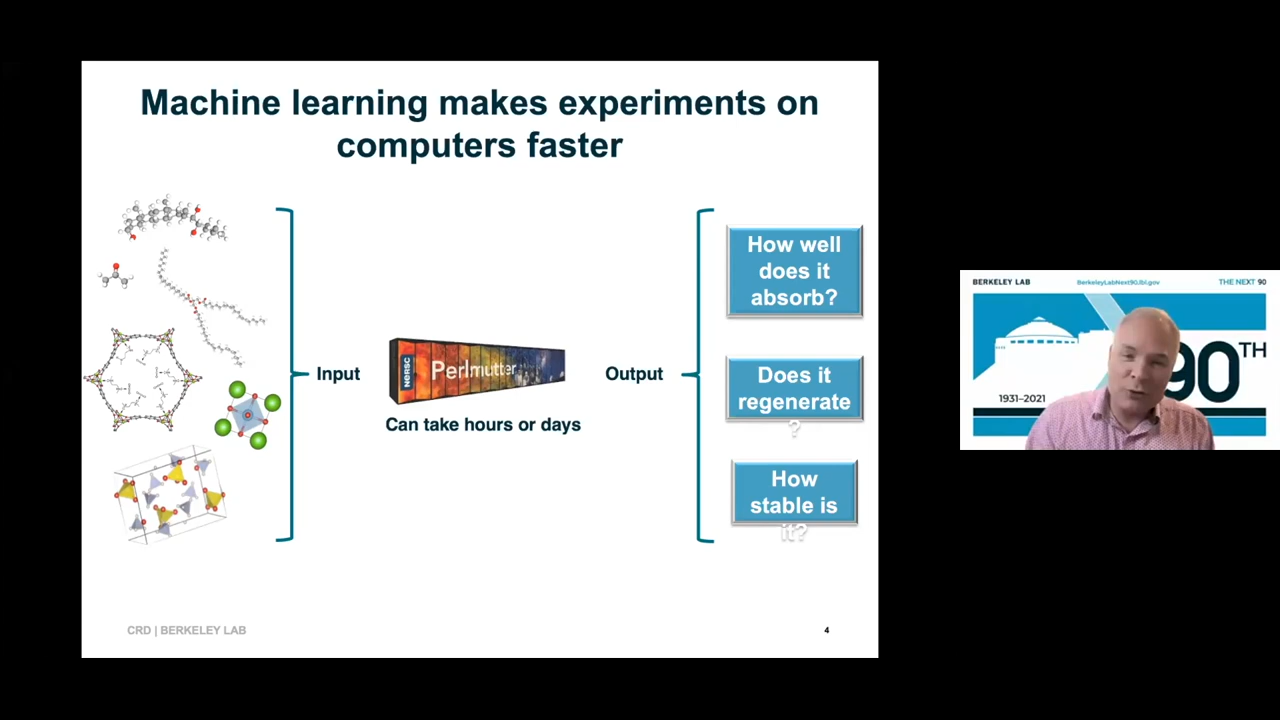 Machine learning makes experiments on
computers faster
Input
NERSC
Perlmutter
Can take hours or days
Output
How well
does it
absorb?
Does it
regenerate
?
How
stable is
it?
CRD | BERKELEY LAB
4
BERKELEY LAB
BerkeleyLabNext90.lbl.gov
THE NEXT 90
90TH
1931–2021